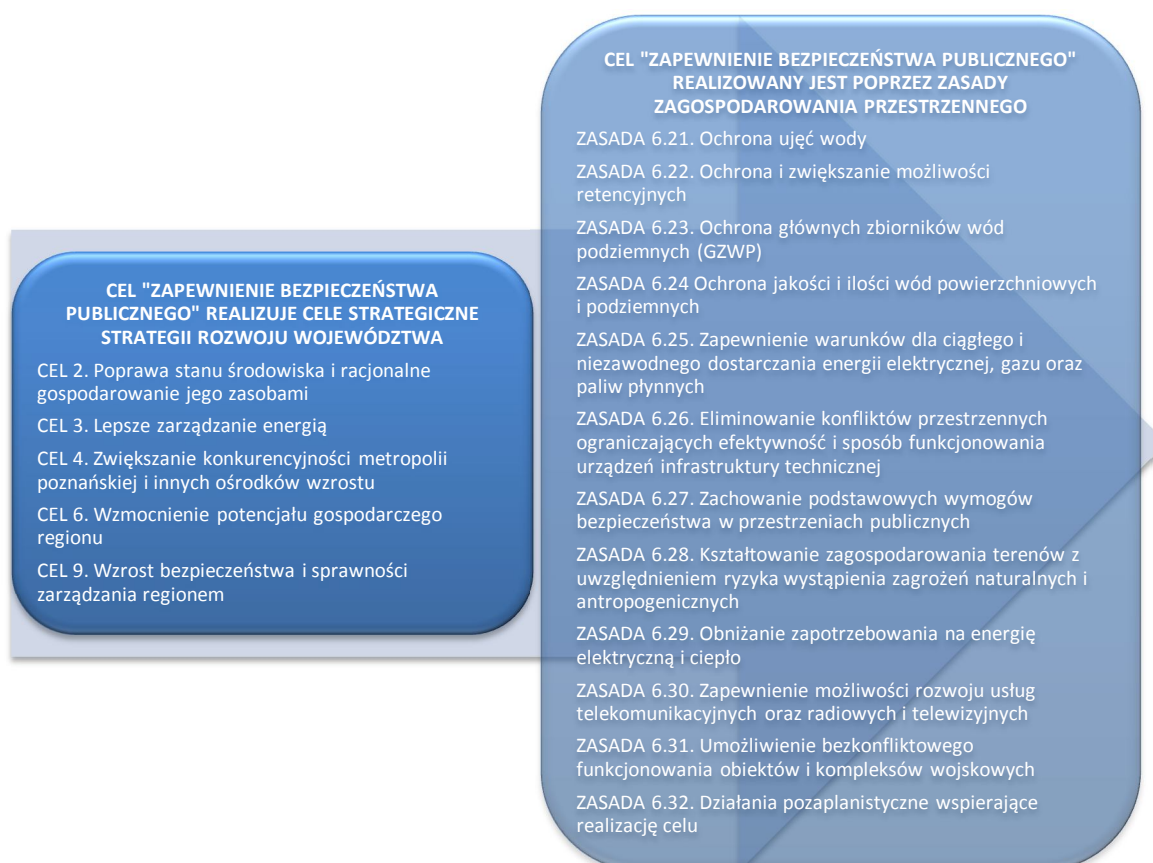 CEL "ZAPEWNIENIE BEZPIECZEŃSTWA
PUBLICZNEGO" REALIZUJE CELE STRATEGICZNE
STRATEGII ROZWOJU WOJEWÓDZTWA
CEL 2. Poprawa stanu środowiska i racjonalne
gospodarowanie jego zasobami
CEL 3. Lepsze zarządzanie energią
CEL 4. Zwiększanie konkurencyjności metropolii
poznańskiej i innych ośrodków wzrostu
CEL 6. Wzmocnienie potencjału gospodarczego
regionu
CEL 9. Wzrost bezpieczeństwa i sprawności
zarządzania regionem
CEL "ZAPEWNIENIE BEZPIECZEŃSTWA PUBLICZNEGO"
REALIZOWANY JEST POPRZEZ ZASADY
ZAGOSPODAROWANIA PRZESTRZENNEGO
ZASADA 6.21. Ochrona ujęć wody
ZASADA 6.22. Ochrona i zwiększanie możliwości
retencyjnych
ZASADA 6.23. Ochrona głównych zbiorników wód
podziemnych (GZWP)
ZASADA 6.24 Ochrona jakości i ilości wód powierzchniowych
i podziemnych
ZASADA 6.25. Zapewnienie warunków dla ciągłego i
niezawodnego dostarczania energii elektrycznej, gazu oraz
paliw płynnych
ZASADA 6.26. Eliminowanie konfliktów przestrzennych
ograniczających efektywność i sposób funkcjonowania
urządzeń infrastruktury technicznej
ZASADA 6.27. Zachowanie podstawowych wymogów
bezpieczeństwa w przestrzeniach publicznych
ZASADA 6.28. Kształtowanie zagospodarowania terenów z
uwzględnieniem ryzyka wystąpienia zagrożeń naturalnych i
antropogenicznych
ZASADA 6.29. Obniżanie zapotrzebowania na energię
elektryczną i ciepło
ZASADA 6.30. Zapewnienie możliwości rozwoju usług
telekomunikacyjnych oraz radiowych i telewizyjnych
ZASADA 6.31. Umożliwienie bezkonfliktowego
funkcjonowania obiektów i kompleksów wojskowych
ZASADA 6.32. Działania pozaplanistyczne wspierające
realizację celu